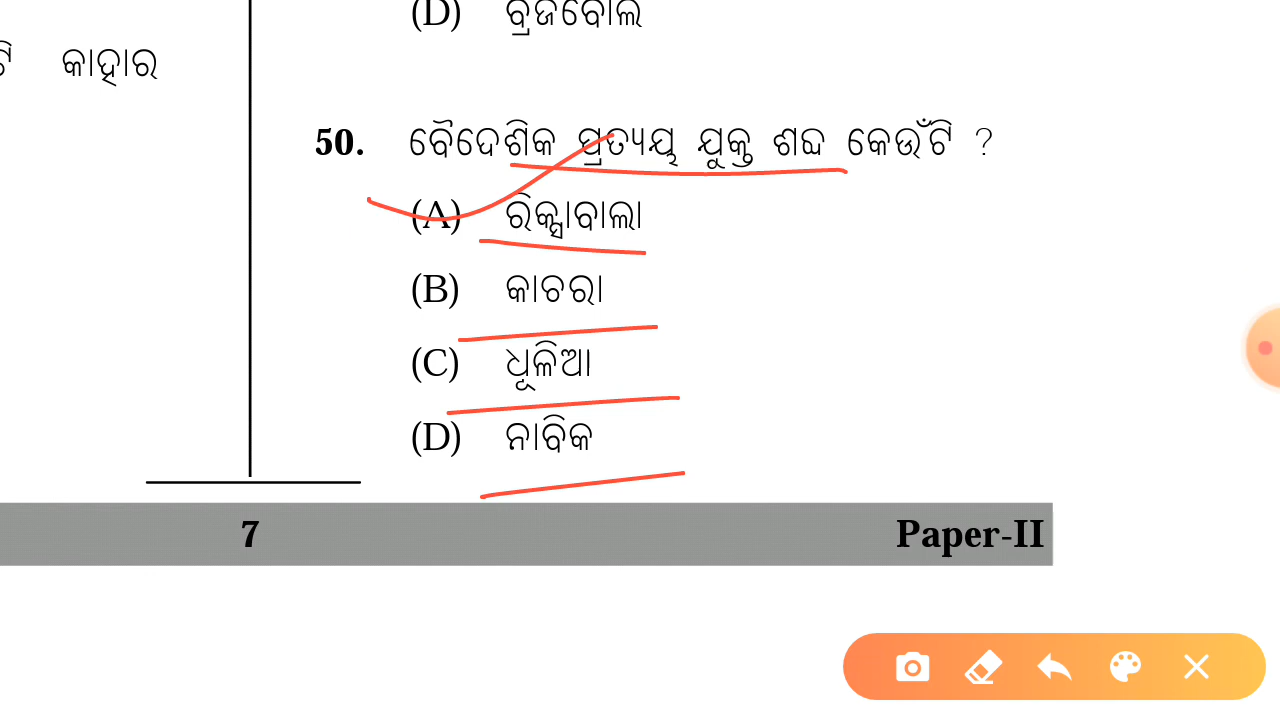 ଟି କାହାର
(D) ବ୍ରଜବୋଲି
50. ବୈଦେଶିକ ପ୍ରତ୍ୟୟ ଯୁକ୍ତ ଶବ୍ଦ କେଉଁଟି ?
(A) ରିକ୍ସାବାଲା
(B) କାଚରା
(C) ଧୂଳିଆ
(D) ନାବିକ
7 Paper-II